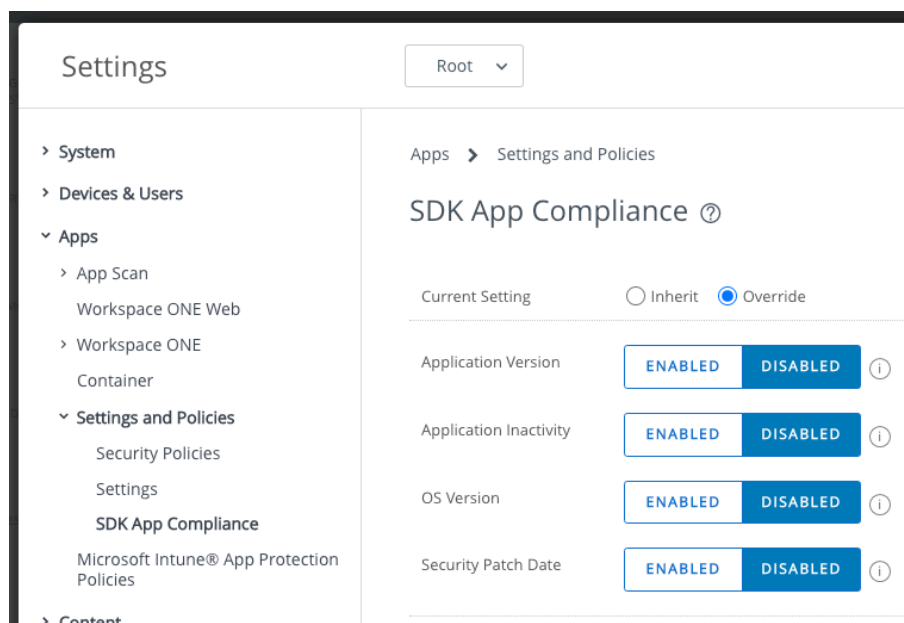 Settings
Root
System
Devices & Users
Apps
App Scan
Workspace ONE Web
Workspace ONE
Container
Settings and Policies
Security Policies
Settings
SDK App Compliance
Microsoft Intune® App Protection
Policies
Content
Apps > Settings and Policies
SDK App Compliance
Current Setting Inherit Override
Application Version ENABLED DISABLED
Application Inactivity ENABLED DISABLED
OS Version ENABLED DISABLED
Security Patch Date ENABLED DISABLED